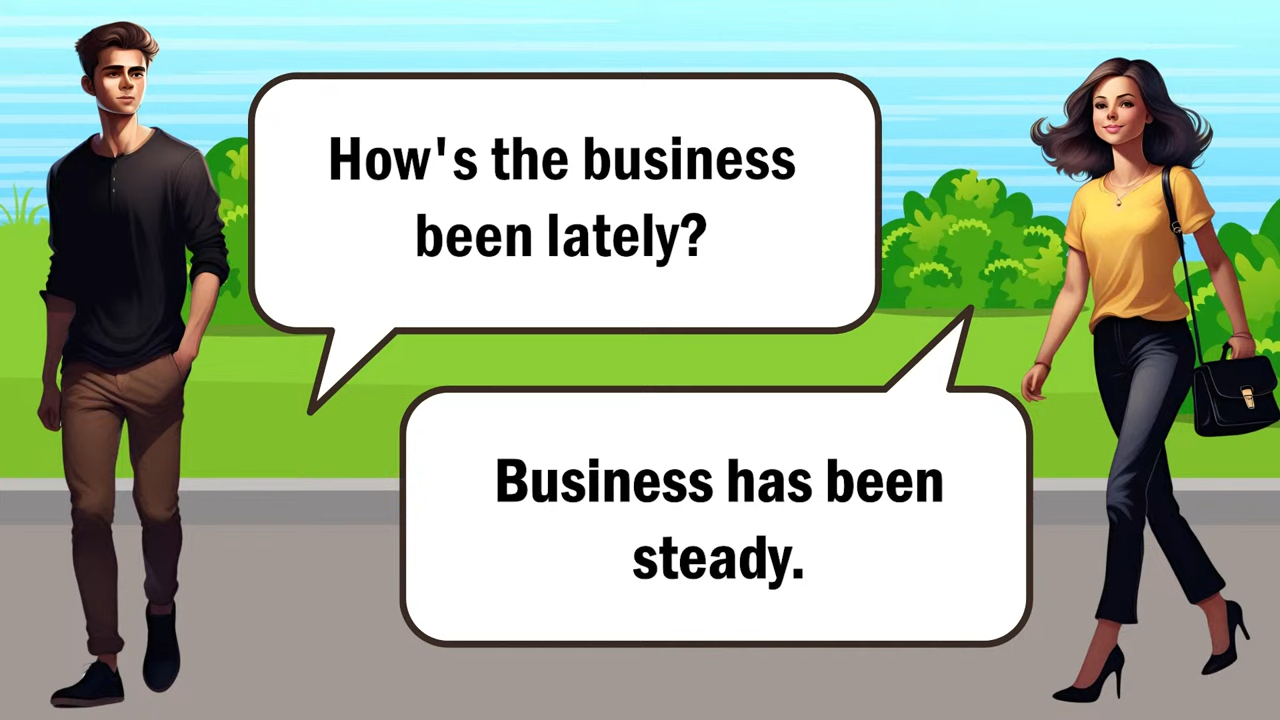 How's the business
been lately?
Business has been
steady.